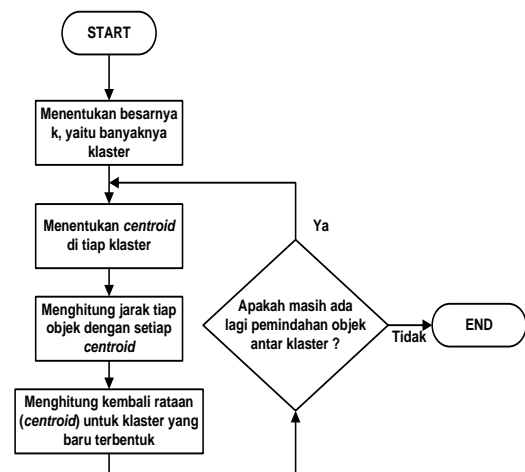 START
Menentukan besarnya
k, yaitu banyaknya
klaster
Menentukan centroid
di tiap klaster
Menghitung jarak tiap
objek dengan setiap
centroid
Menghitung kembali rataan
(centroid) untuk klaster yang
baru terbentuk
Ya
Apakah masih ada
lagi pemindahan objek
antar klaster ?
Tidak
END